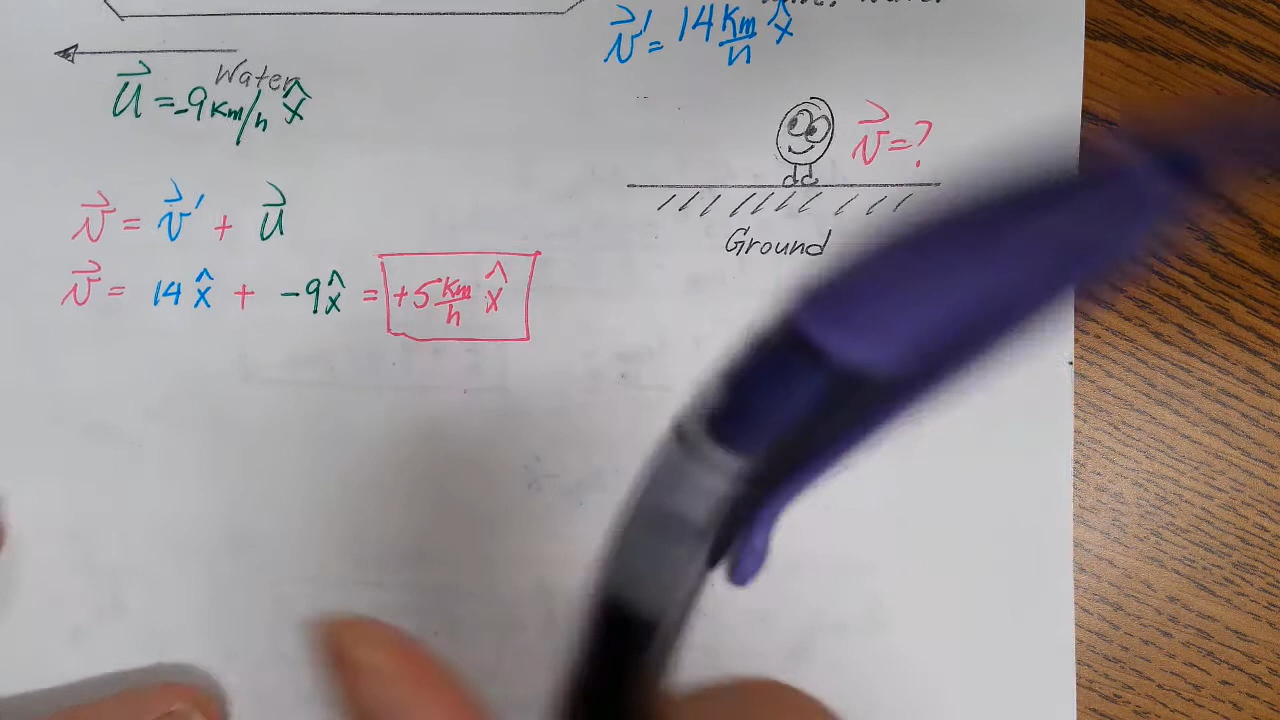 v⃗' = 14 km/h x̂
Water
u⃗ = -9 km/h x̂
v⃗ = ?
v⃗ = v⃗' + u⃗
Ground
v⃗ = 14 x̂ + -9 x̂ = +5 km/h x̂